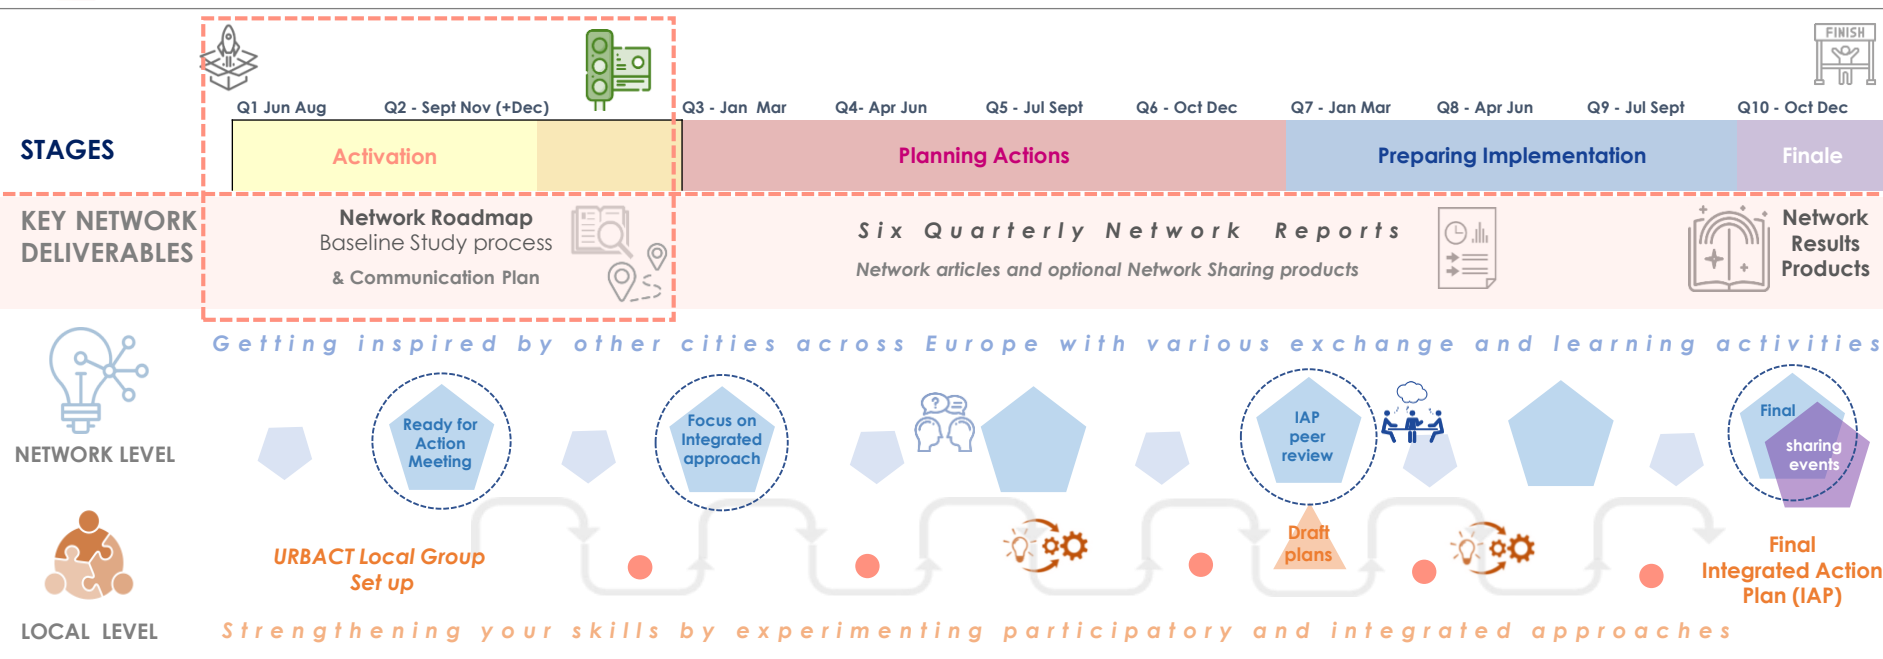 FINISH
Q1 Jun Aug
Q2 - Sept Nov (+Dec)
Q3 - Jan Mar
Q4- Apr Jun
Q5 - Jul Sept
Q6 - Oct Dec
Q7 - Jan Mar
Q8 - Apr Jun
Q9 - Jul Sept
Q10 - Oct Dec
STAGES
Activation
Planning Actions
Preparing Implementation
Finale
KEY NETWORK
DELIVERABLES
Network Roadmap
Baseline Study process
& Communication Plan
Six Quarterly Network Reports
Network articles and optional Network Sharing products
Network
Results
Products
Getting inspired by other cities across Europe with various exchange and learning activities
NETWORK LEVEL
Ready for
Action
Meeting
Focus on
Integrated
approach
IAP
peer
review
Final
sharing
events
URBACT Local Group
Set up
Draft
plans
Final
Integrated Action
Plan (IAP)
LOCAL LEVEL
Strengthening your skills by experimenting participatory and integrated approaches